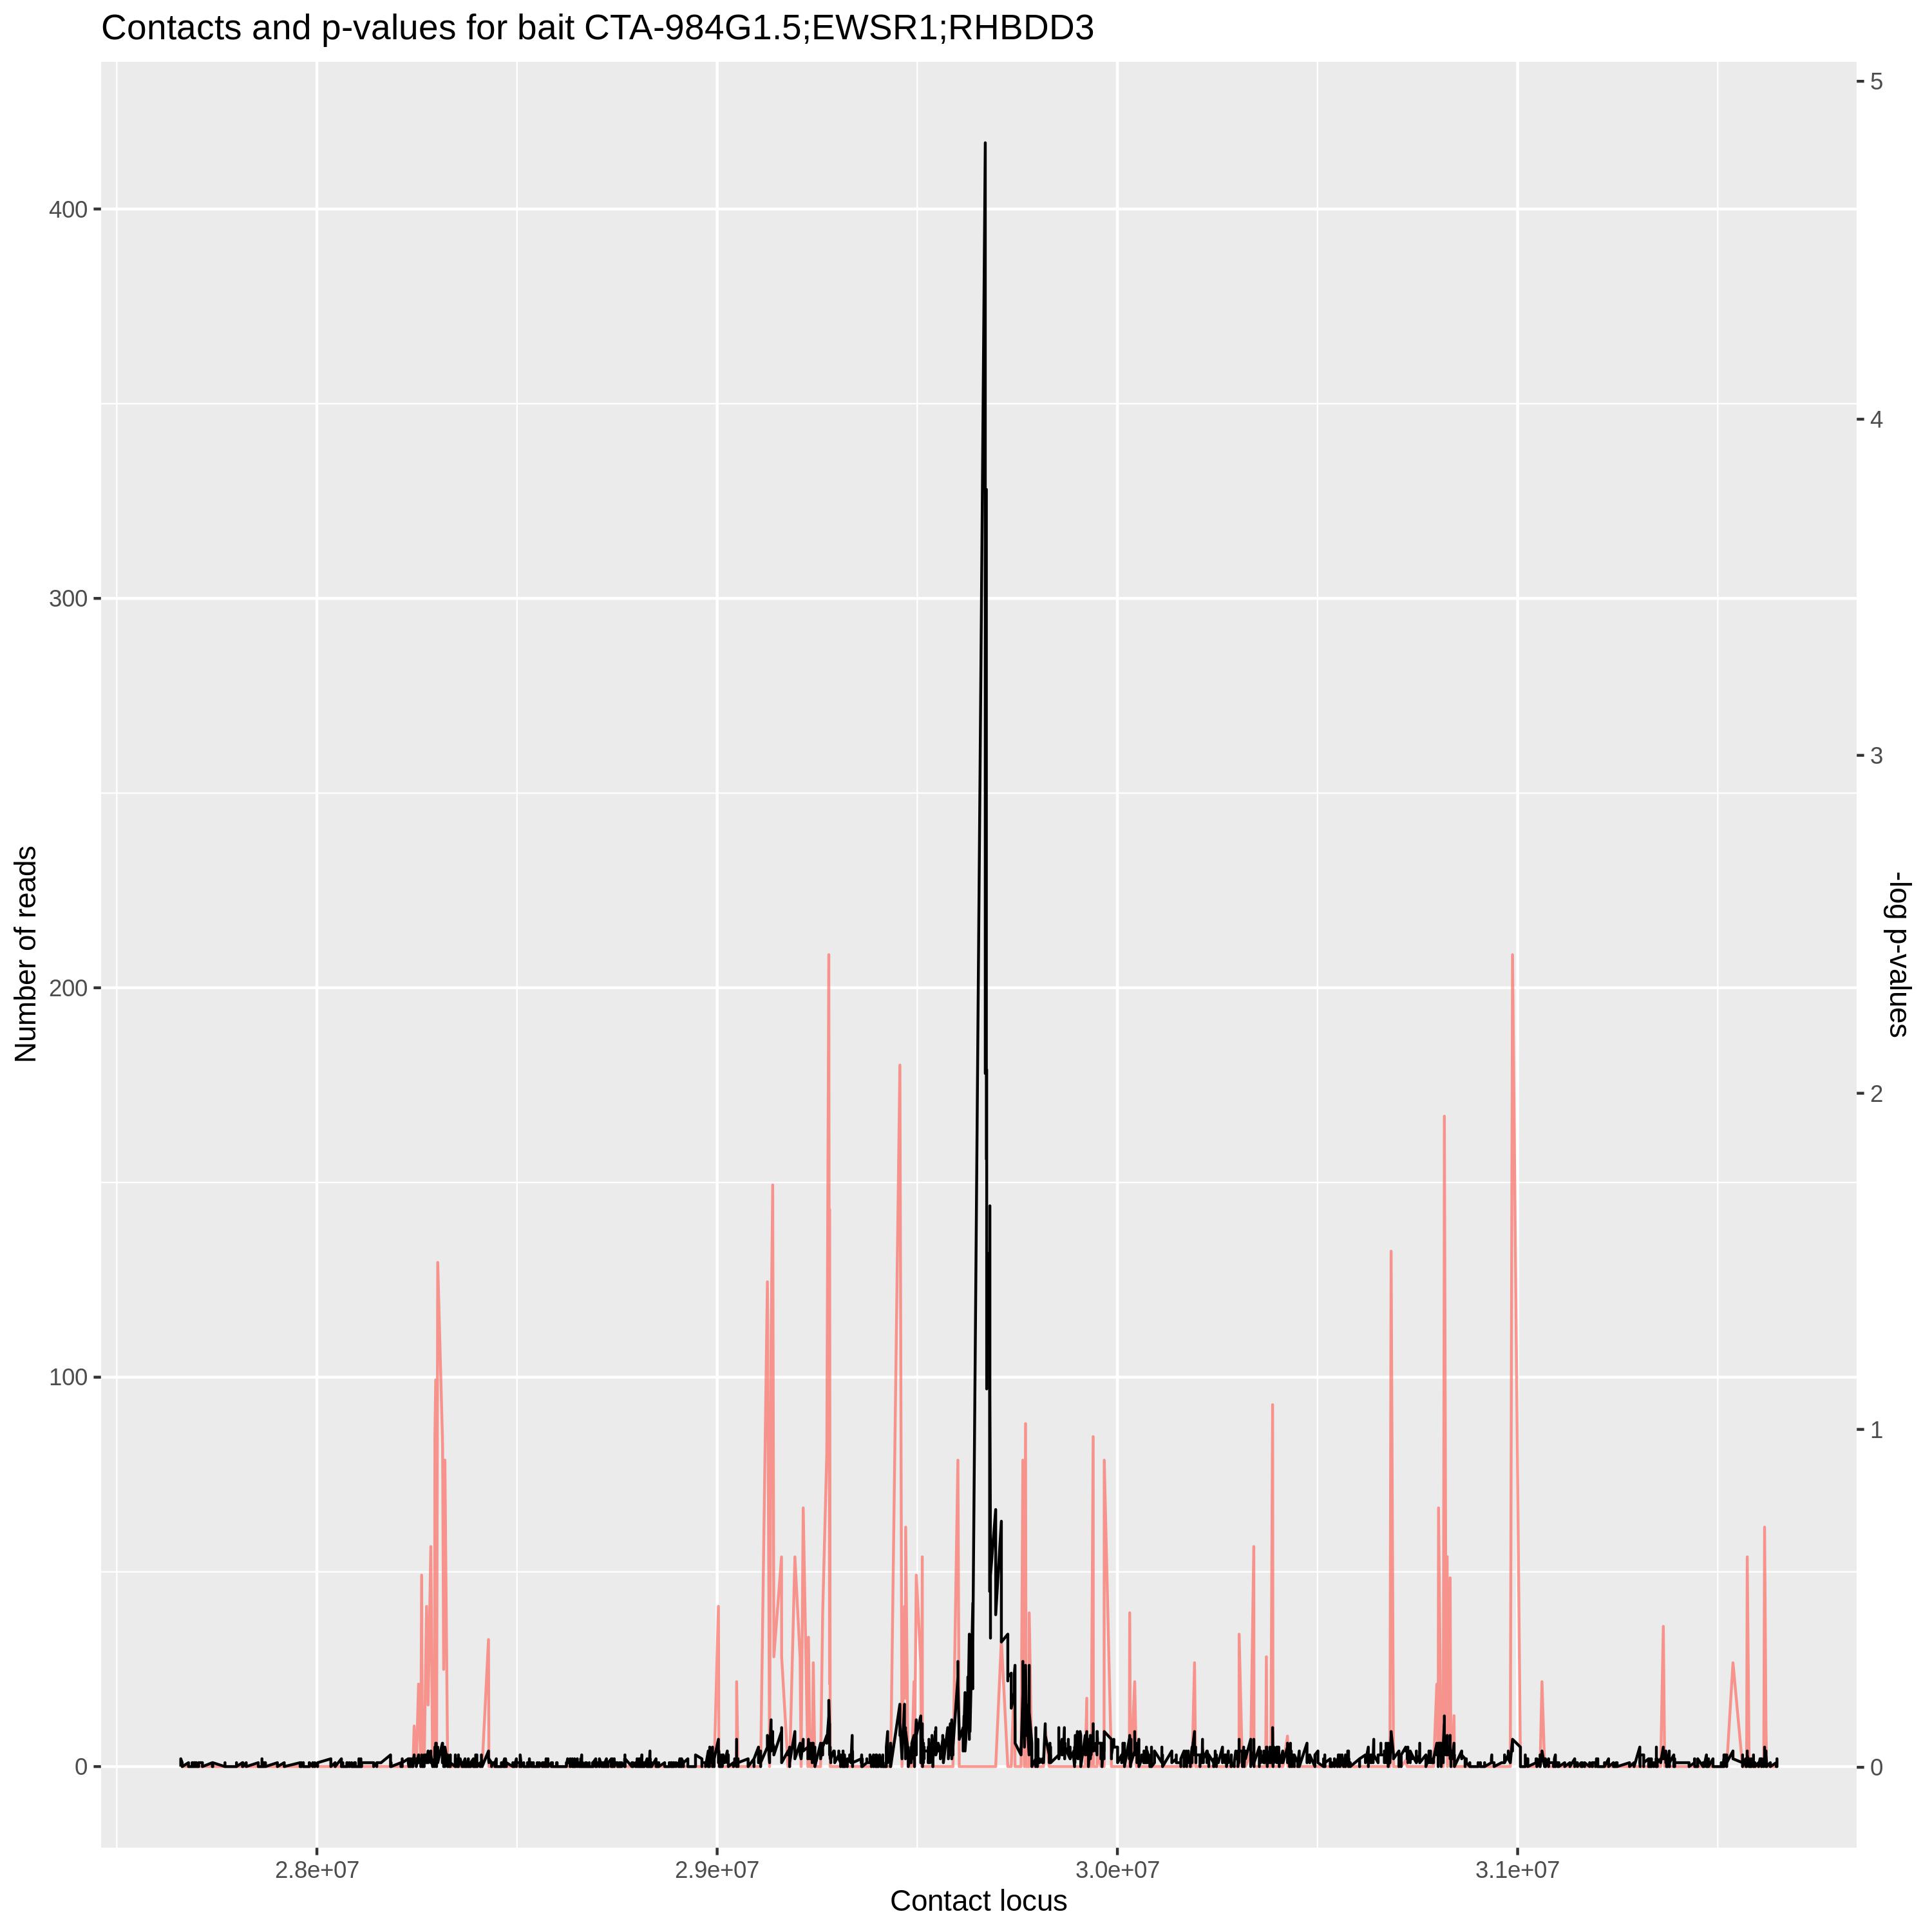 Contacts and p-values for bait CTA-984G1.5;EWSR1;RHBDD3
5
400
4
300
3
Number of reads
-log p-values
200
2
100
1
0
0
2.8e+07
2.9e+07
3.0e+07
3.1e+07
Contact locus